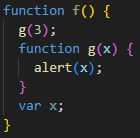 function f() {
  g(3);
  function g(x) {
    alert(x);
  }
  var x;
}